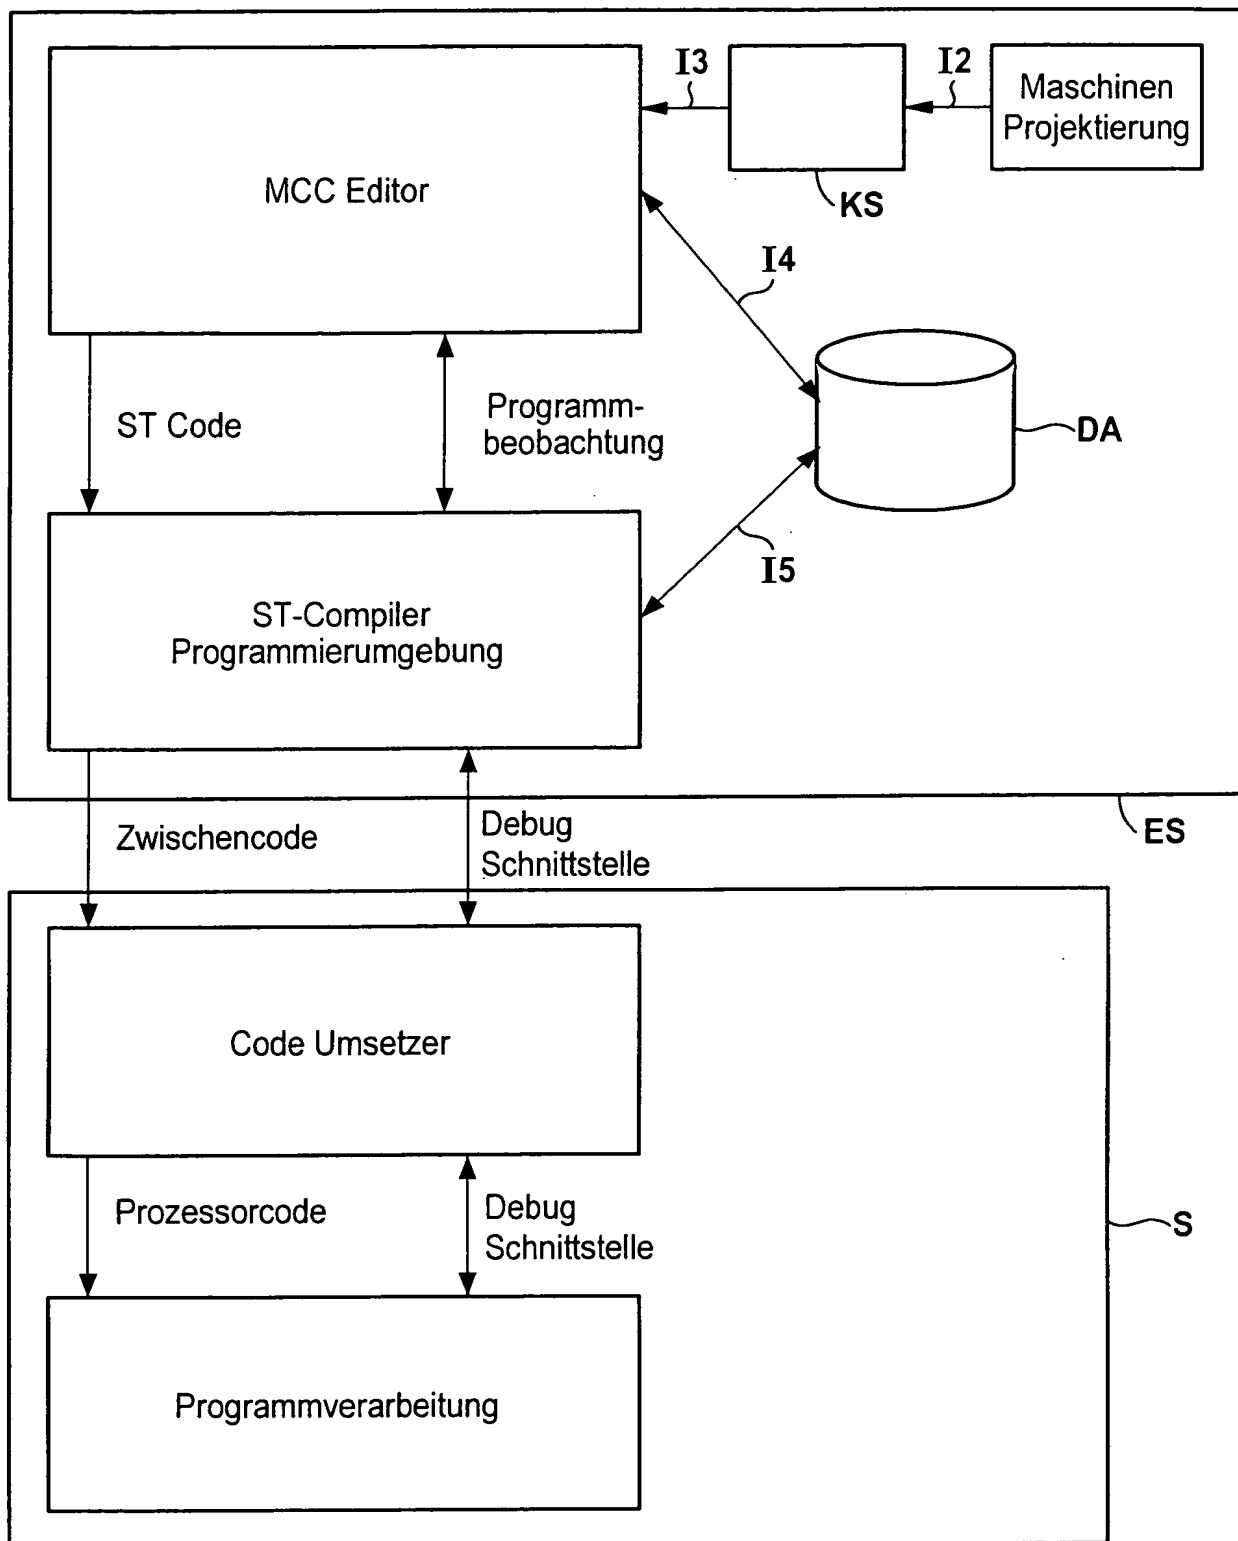 I3
I2
Maschinen
Projektierung
MCC Editor
KS
I4
DA
ST Code
Programm-
beobachtung
I5
ST-Compiler
Programmierumgebung
ES
Zwischencode
Debug
Schnittstelle
Code Umsetzer
Prozessorcode
Debug
Schnittstelle
S
Programmverarbeitung